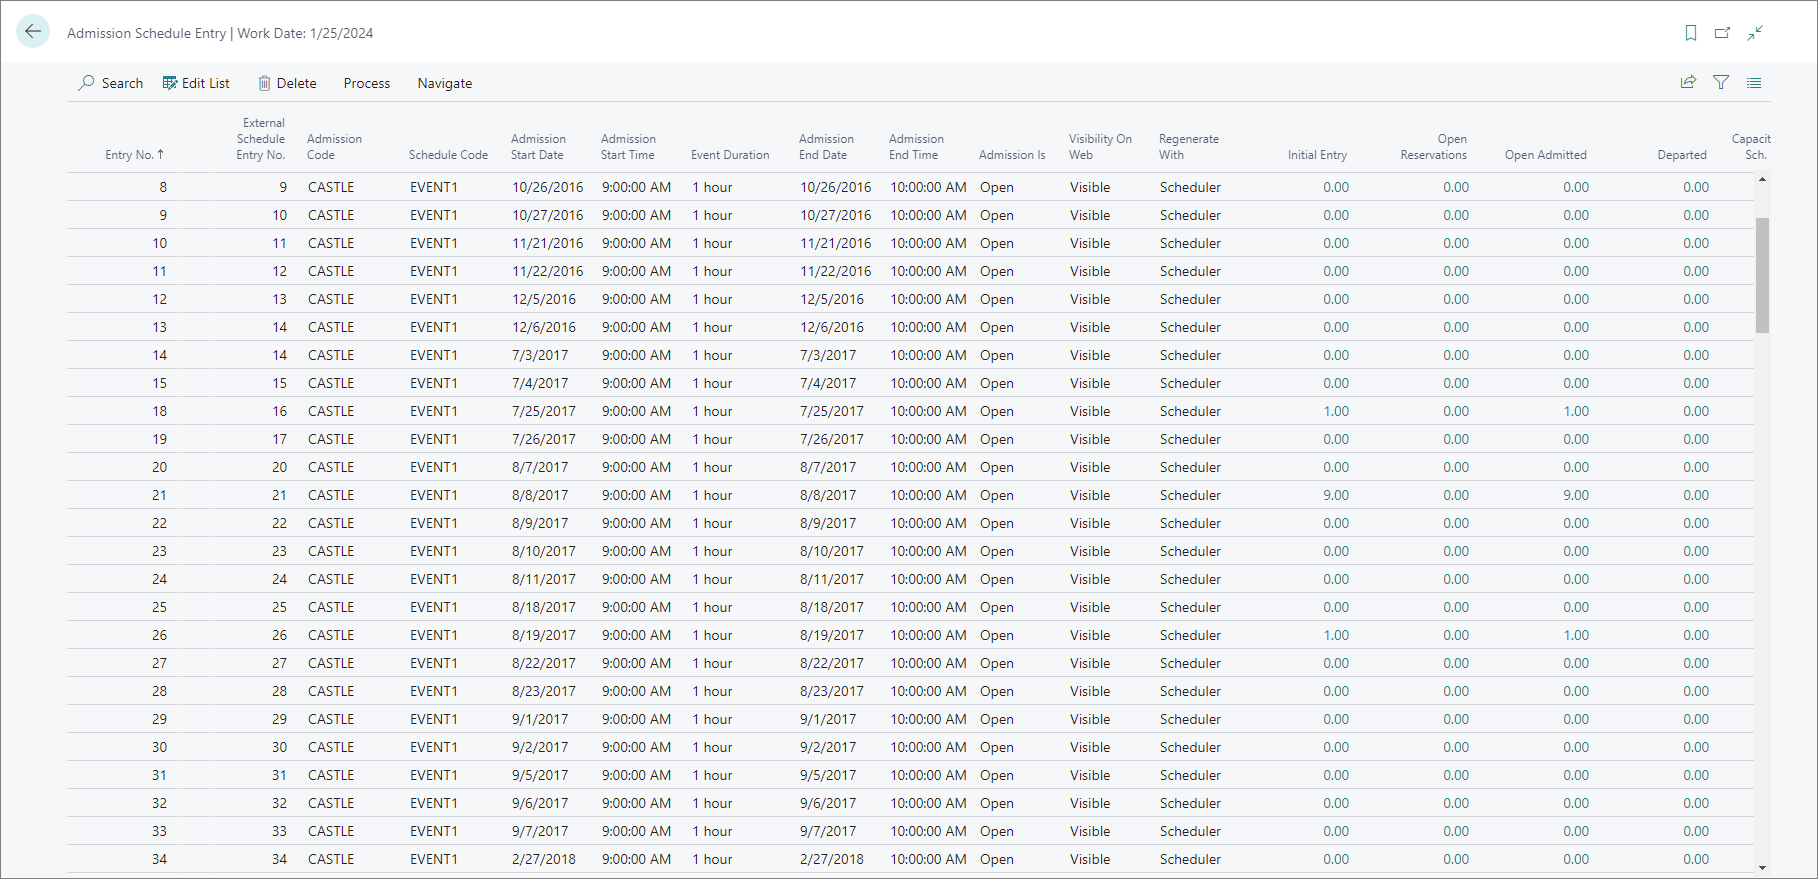 Admission Schedule Entry | Work Date: 1/25/2024
Search Edit List Delete Process Navigate
Entry No. ↑ External Schedule Entry No. Admission Code Schedule Code Admission Start Date Admission Start Time Event Duration Admission End Date Admission End Time Admission Is Visibility On Web Regenerate With Initial Entry Open Reservations Open Admitted Departed Capacit Sch.
8 9 CASTLE EVENT1 10/26/2016 9:00:00 AM 1 hour 10/26/2016 10:00:00 AM Open Visible Scheduler 0.00 0.00 0.00 0.00
9 10 CASTLE EVENT1 10/27/2016 9:00:00 AM 1 hour 10/27/2016 10:00:00 AM Open Visible Scheduler 0.00 0.00 0.00 0.00
10 11 CASTLE EVENT1 11/21/2016 9:00:00 AM 1 hour 11/21/2016 10:00:00 AM Open Visible Scheduler 0.00 0.00 0.00 0.00
11 12 CASTLE EVENT1 11/22/2016 9:00:00 AM 1 hour 11/22/2016 10:00:00 AM Open Visible Scheduler 0.00 0.00 0.00 0.00
12 13 CASTLE EVENT1 12/5/2016 9:00:00 AM 1 hour 12/5/2016 10:00:00 AM Open Visible Scheduler 0.00 0.00 0.00 0.00
13 14 CASTLE EVENT1 12/6/2016 9:00:00 AM 1 hour 12/6/2016 10:00:00 AM Open Visible Scheduler 0.00 0.00 0.00 0.00
14 14 CASTLE EVENT1 7/3/2017 9:00:00 AM 1 hour 7/3/2017 10:00:00 AM Open Visible Scheduler 0.00 0.00 0.00 0.00
15 15 CASTLE EVENT1 7/4/2017 9:00:00 AM 1 hour 7/4/2017 10:00:00 AM Open Visible Scheduler 0.00 0.00 0.00 0.00
18 16 CASTLE EVENT1 7/25/2017 9:00:00 AM 1 hour 7/25/2017 10:00:00 AM Open Visible Scheduler 1.00 0.00 1.00 0.00
19 17 CASTLE EVENT1 7/26/2017 9:00:00 AM 1 hour 7/26/2017 10:00:00 AM Open Visible Scheduler 0.00 0.00 0.00 0.00
20 20 CASTLE EVENT1 8/7/2017 9:00:00 AM 1 hour 8/7/2017 10:00:00 AM Open Visible Scheduler 0.00 0.00 0.00 0.00
21 21 CASTLE EVENT1 8/8/2017 9:00:00 AM 1 hour 8/8/2017 10:00:00 AM Open Visible Scheduler 9.00 0.00 9.00 0.00
22 22 CASTLE EVENT1 8/9/2017 9:00:00 AM 1 hour 8/9/2017 10:00:00 AM Open Visible Scheduler 0.00 0.00 0.00 0.00
23 23 CASTLE EVENT1 8/10/2017 9:00:00 AM 1 hour 8/10/2017 10:00:00 AM Open Visible Scheduler 0.00 0.00 0.00 0.00
24 24 CASTLE EVENT1 8/11/2017 9:00:00 AM 1 hour 8/11/2017 10:00:00 AM Open Visible Scheduler 0.00 0.00 0.00 0.00
25 25 CASTLE EVENT1 8/18/2017 9:00:00 AM 1 hour 8/18/2017 10:00:00 AM Open Visible Scheduler 0.00 0.00 0.00 0.00
26 26 CASTLE EVENT1 8/19/2017 9:00:00 AM 1 hour 8/19/2017 10:00:00 AM Open Visible Scheduler 1.00 0.00 1.00 0.00
27 27 CASTLE EVENT1 8/22/2017 9:00:00 AM 1 hour 8/22/2017 10:00:00 AM Open Visible Scheduler 0.00 0.00 0.00 0.00
28 28 CASTLE EVENT1 8/23/2017 9:00:00 AM 1 hour 8/23/2017 10:00:00 AM Open Visible Scheduler 0.00 0.00 0.00 0.00
29 29 CASTLE EVENT1 9/1/2017 9:00:00 AM 1 hour 9/1/2017 10:00:00 AM Open Visible Scheduler 0.00 0.00 0.00 0.00
30 30 CASTLE EVENT1 9/2/2017 9:00:00 AM 1 hour 9/2/2017 10:00:00 AM Open Visible Scheduler 0.00 0.00 0.00 0.00
31 31 CASTLE EVENT1 9/5/2017 9:00:00 AM 1 hour 9/5/2017 10:00:00 AM Open Visible Scheduler 0.00 0.00 0.00 0.00
32 32 CASTLE EVENT1 9/6/2017 9:00:00 AM 1 hour 9/6/2017 10:00:00 AM Open Visible Scheduler 0.00 0.00 0.00 0.00
33 33 CASTLE EVENT1 9/7/2017 9:00:00 AM 1 hour 9/7/2017 10:00:00 AM Open Visible Scheduler 0.00 0.00 0.00 0.00
34 34 CASTLE EVENT1 2/27/2018 9:00:00 AM 1 hour 2/27/2018 10:00:00 AM Open Visible Scheduler 0.00 0.00 0.00 0.00